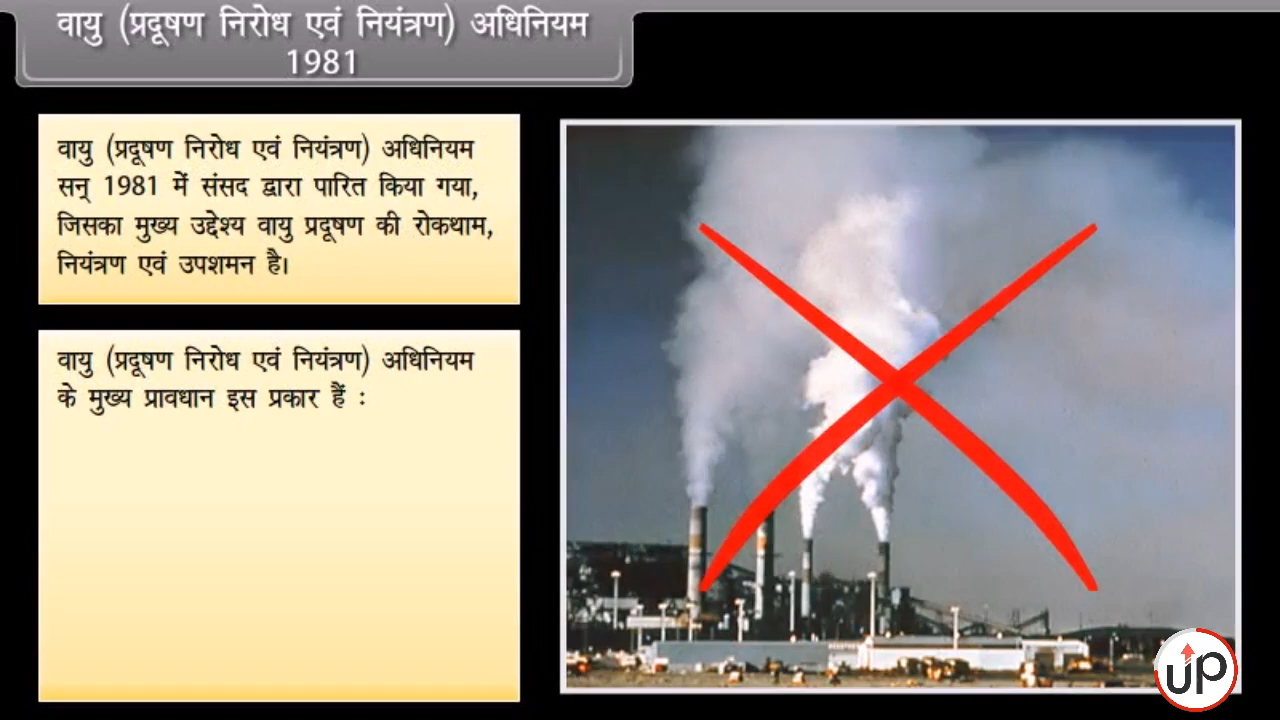 वायु (प्रदूषण निरोध एवं नियंत्रण) अधिनियम
1981
वायु (प्रदूषण निरोध एवं नियंत्रण) अधिनियम
सन् 1981 में संसद द्वारा पारित किया गया,
जिसका मुख्य उद्देश्य वायु प्रदूषण की रोकथाम,
नियंत्रण एवं उपशमन है।
वायु (प्रदूषण निरोध एवं नियंत्रण) अधिनियम
के मुख्य प्रावधान इस प्रकार हैं :
UP